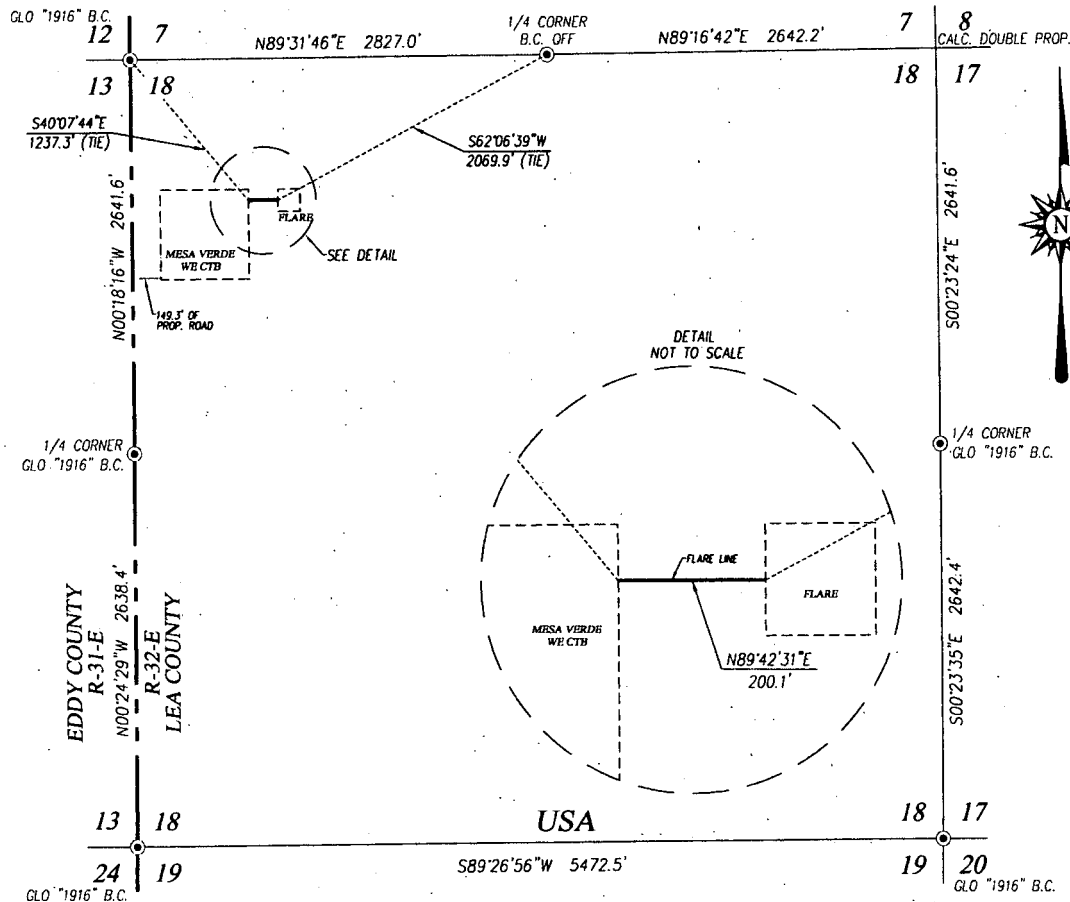 GLO "1916" B.C.
12 7
N89°31'46"E 2827.0'
1/4 CORNER
B.C. OFF
N89°16'42"E 2642.2'
7 8
CALC. DOUBLE PROP.
13 18
18 17
S40°07'44"E
1237.3' (TIE)
S62°06'39"W
2069.9' (TIE)
N00°18'16"W 2641.6'
S00°23'24"E 2641.6'
N
FLARE
MESA VERDE
WE CTB
SEE DETAIL
149.3' OF
PROP. ROAD
DETAIL
NOT TO SCALE
1/4 CORNER
GLO "1916" B.C.
1/4 CORNER
GLO "1916" B.C.
FLARE LINE
FLARE
MESA VERDE
WE CTB
N89°42'31"E
200.1'
EDDY COUNTY
R-31-E
N00°24'29"W 2638.4'
R-32-E
LEA COUNTY
S00°23'35"E 2642.4'
13 18
USA
18 17
S89°26'56"W 5472.5'
24 19
19 20
GLO "1916" B.C.
GLO "1916" B.C.